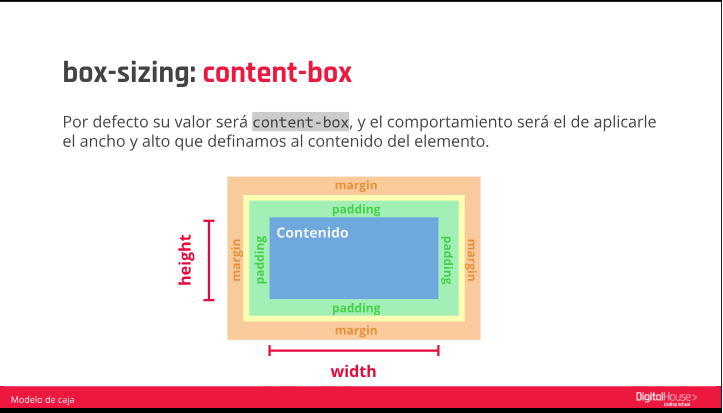 box-sizing: content-box
Por defecto su valor será content-box, y el comportamiento será el de aplicarle
el ancho y alto que definamos al contenido del elemento.
margin
padding
Contenido
height
margin
padding
padding
margin
padding
margin
width
Modelo de caja
DigitalHouse>
Coding School